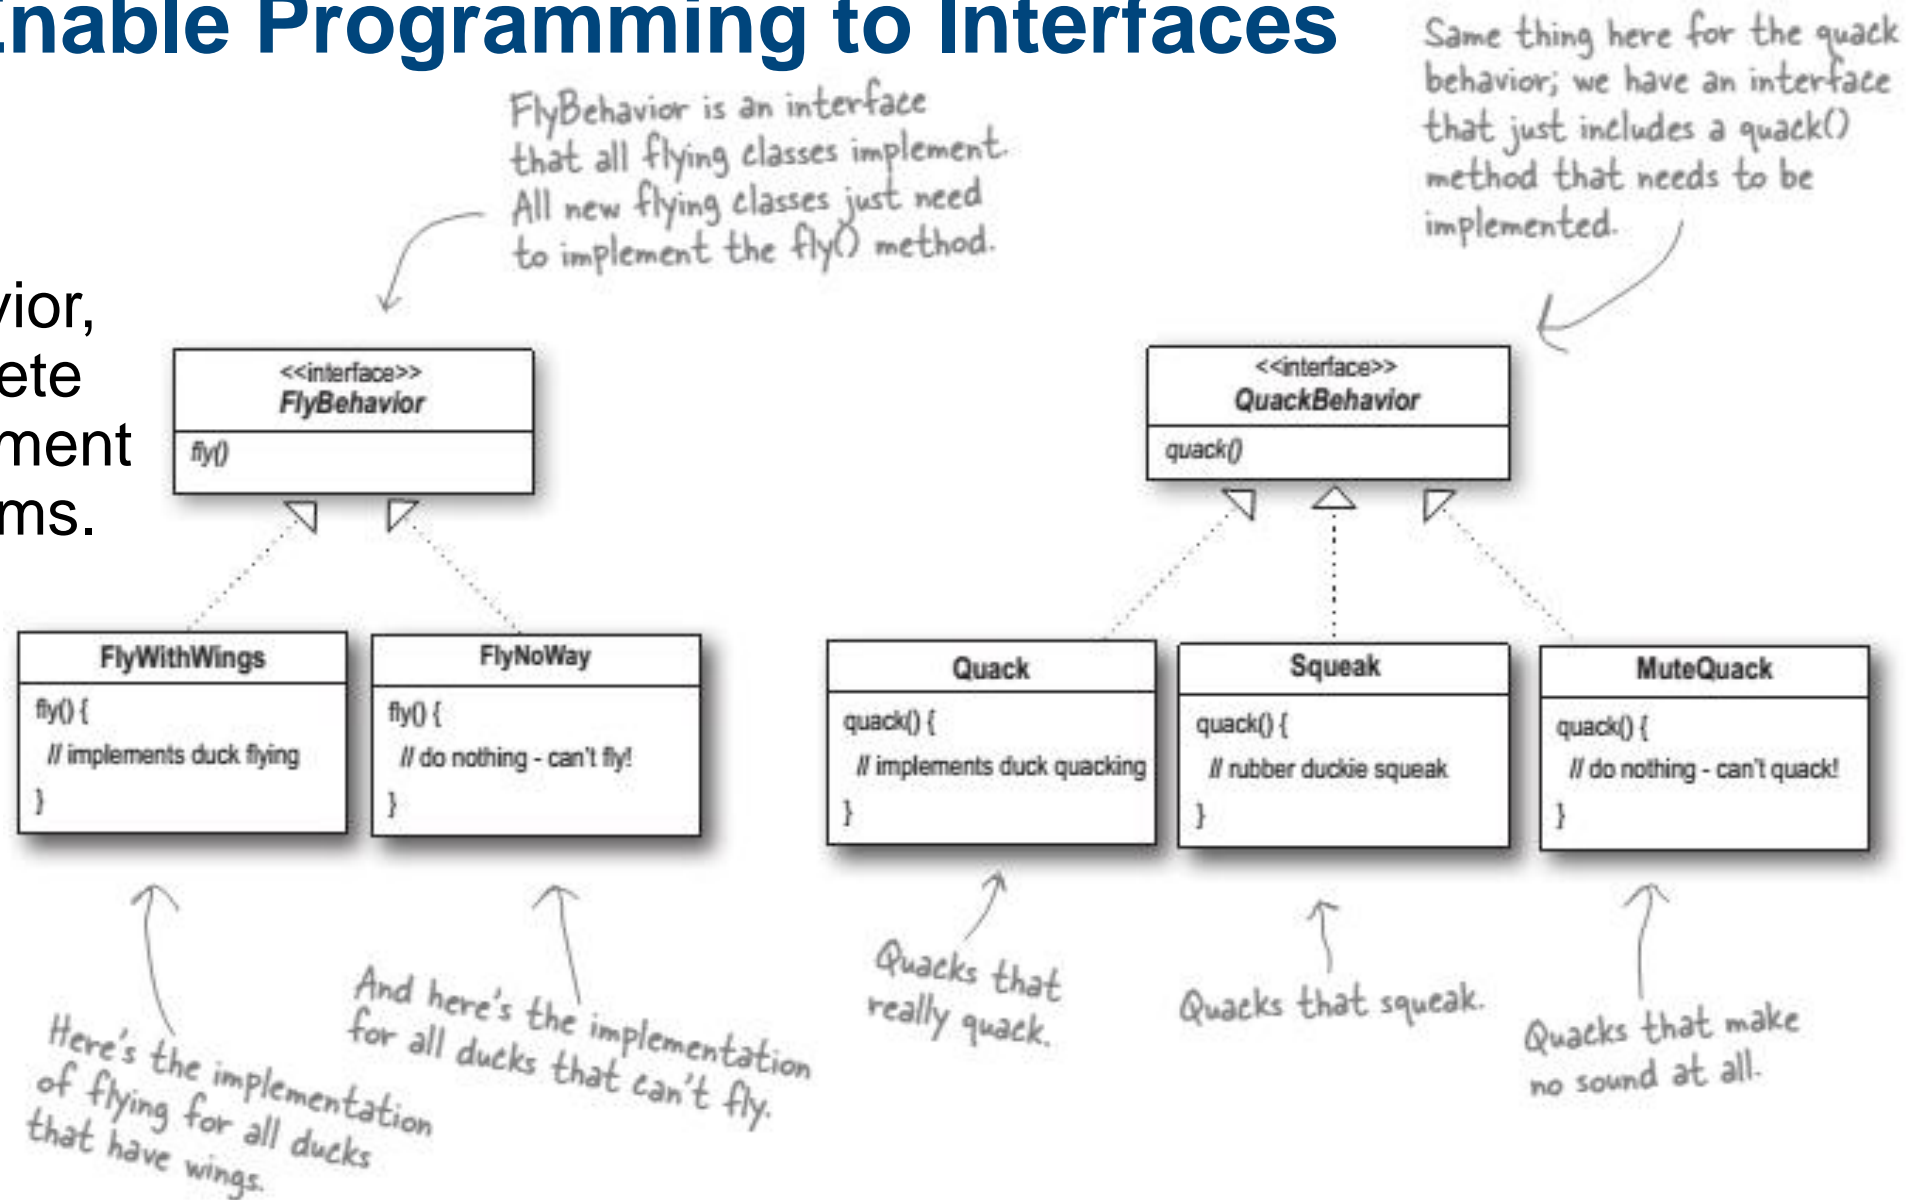 nable Programming to Interfaces
Same thing here for the quack
behavior; we have an interface
that just includes a quack()
method that needs to be
implemented.
FlyBehavior is an interface
that all flying classes implement.
All new flying classes just need
to implement the fly() method.
vior,
ete
ment
ms.
<<interface>>
FlyBehavior
fly()
<<interface>>
QuackBehavior
quack()
FlyWithWings
fly() {
// implements duck flying
}
FlyNoWay
fly() {
// do nothing - can't fly!
}
Quack
quack() {
// implements duck quacking
}
Squeak
quack() {
// rubber duckie squeak
}
MuteQuack
quack() {
// do nothing - can't quack!
}
Here's the implementation
of flying for all ducks
that have wings.
And here's the implementation
for all ducks that can't fly.
Quacks that
really quack.
Quacks that squeak.
Quacks that make
no sound at all.